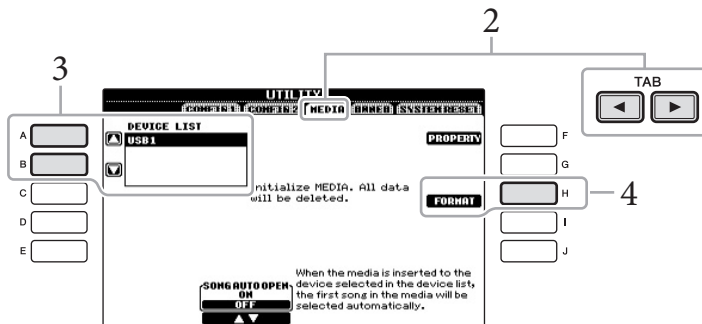 2
3
TAB
UTILITY
CONFIG 1 CONFIG 2 MEDIA OWNER SYSTEM RESET
A
DEVICE LIST
USB1
PROPERTY
F
B
G
C
Initialize MEDIA. All data
will be deleted.
FORMAT
H
4
D
I
E
J
SONG AUTO OPEN
ON
OFF
When the media is inserted to the
device selected in the device list,
the first song in the media will be
selected automatically.